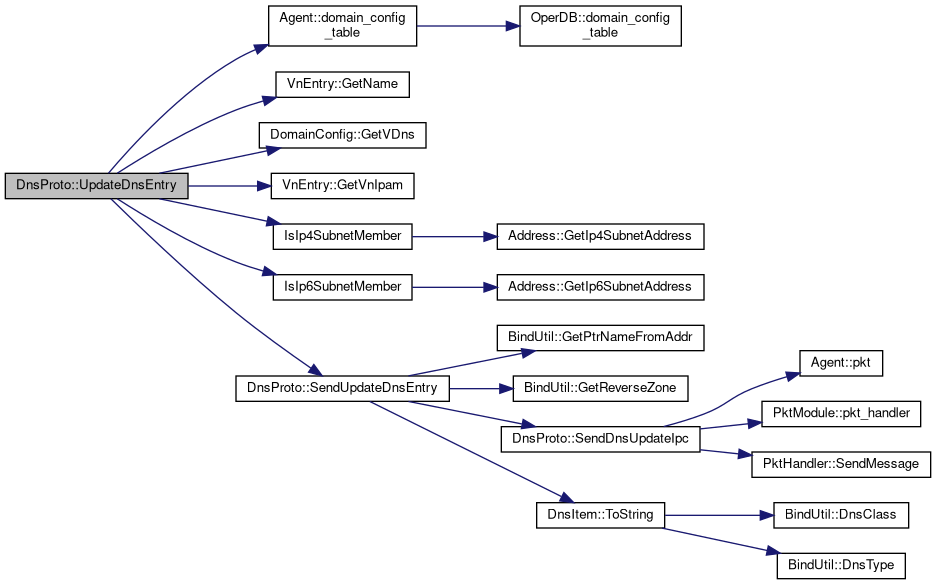 Agent::domain_config
_table
OperDB::domain_config
_table
VnEntry::GetName
DomainConfig::GetVDns
DnsProto::UpdateDnsEntry
VnEntry::GetVnIpam
IsIp4SubnetMember
Address::GetIp4SubnetAddress
IsIp6SubnetMember
Address::GetIp6SubnetAddress
BindUtil::GetPtrNameFromAddr
Agent::pkt
DnsProto::SendUpdateDnsEntry
BindUtil::GetReverseZone
PktModule::pkt_handler
DnsProto::SendDnsUpdateIpc
PktHandler::SendMessage
DnsItem::ToString
BindUtil::DnsClass
BindUtil::DnsType